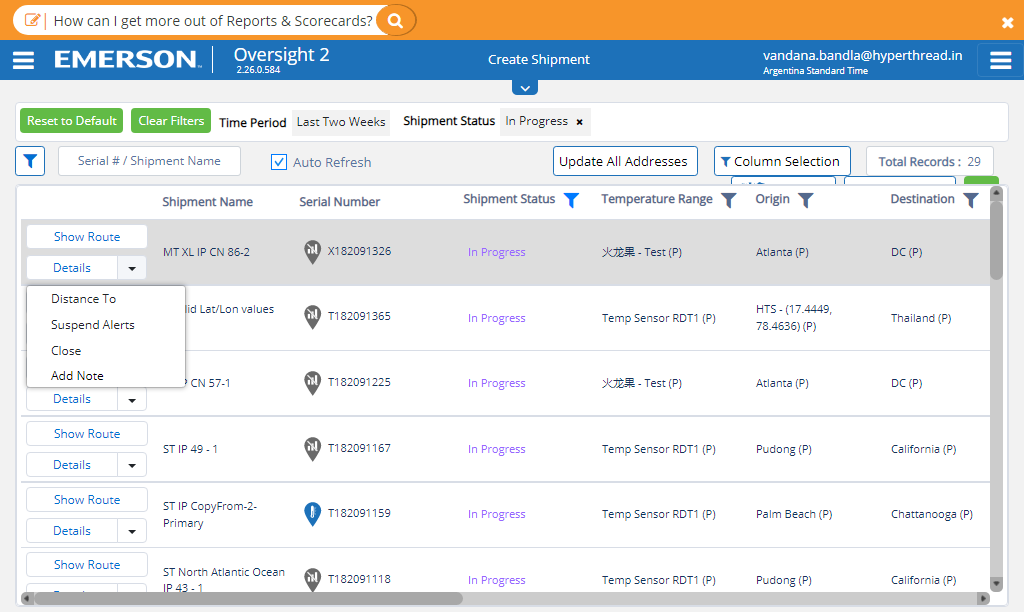 How can I get more out of Reports & Scorecards?
EMERSON
Oversight 2
2.26.0.584
Create Shipment
vandana.bandla@hyperthread.in
Argentina Standard Time
Reset to Default
Clear Filters
Time Period
Last Two Weeks
Shipment Status
In Progress ×
Serial # / Shipment Name
Auto Refresh
Update All Addresses
Column Selection
Total Records : 29
Shipment Name
Serial Number
Shipment Status
Temperature Range
Origin
Destination
Show Route
Details
MT XL IP CN 86-2
X182091326
In Progress
火龙果 - Test (P)
Atlanta (P)
DC (P)
Distance To
Suspend Alerts
Close
Add Note
Lat/Lon values
T182091365
In Progress
Temp Sensor RDT1 (P)
HTS - (17.4449,
78.4636) (P)
Thailand (P)
Details
CN 57-1
T182091225
In Progress
火龙果 - Test (P)
Atlanta (P)
DC (P)
Show Route
Details
ST IP 49 - 1
T182091167
In Progress
Temp Sensor RDT1 (P)
Pudong (P)
California (P)
Show Route
Details
ST IP CopyFrom-2-
Primary
T182091159
In Progress
Temp Sensor RDT1 (P)
Palm Beach (P)
Chattanooga (P)
Show Route
ST North Atlantic Ocean
IP 43 - 1
T182091118
In Progress
Temp Sensor RDT1 (P)
Pudong (P)
California (P)